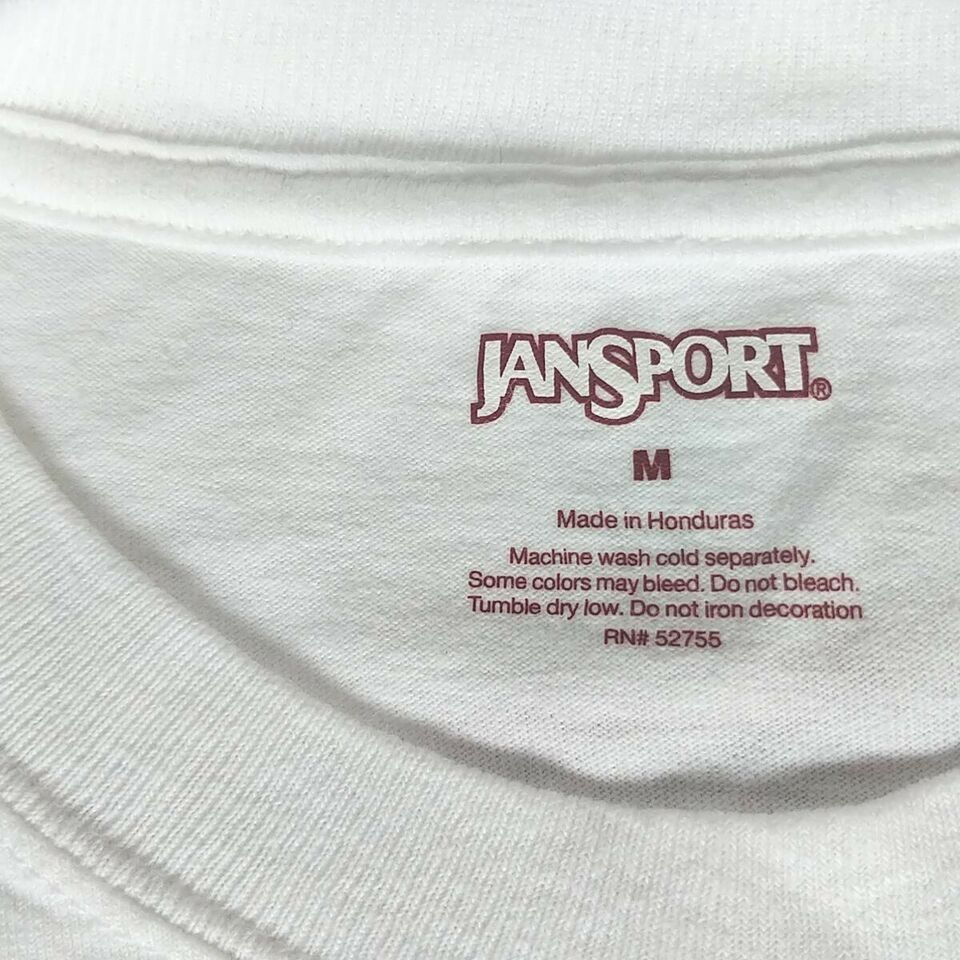 JANSPORT®
M
Made in Honduras
Machine wash cold separately.
Some colors may bleed. Do not bleach.
Tumble dry low. Do not iron decoration
RN# 52755